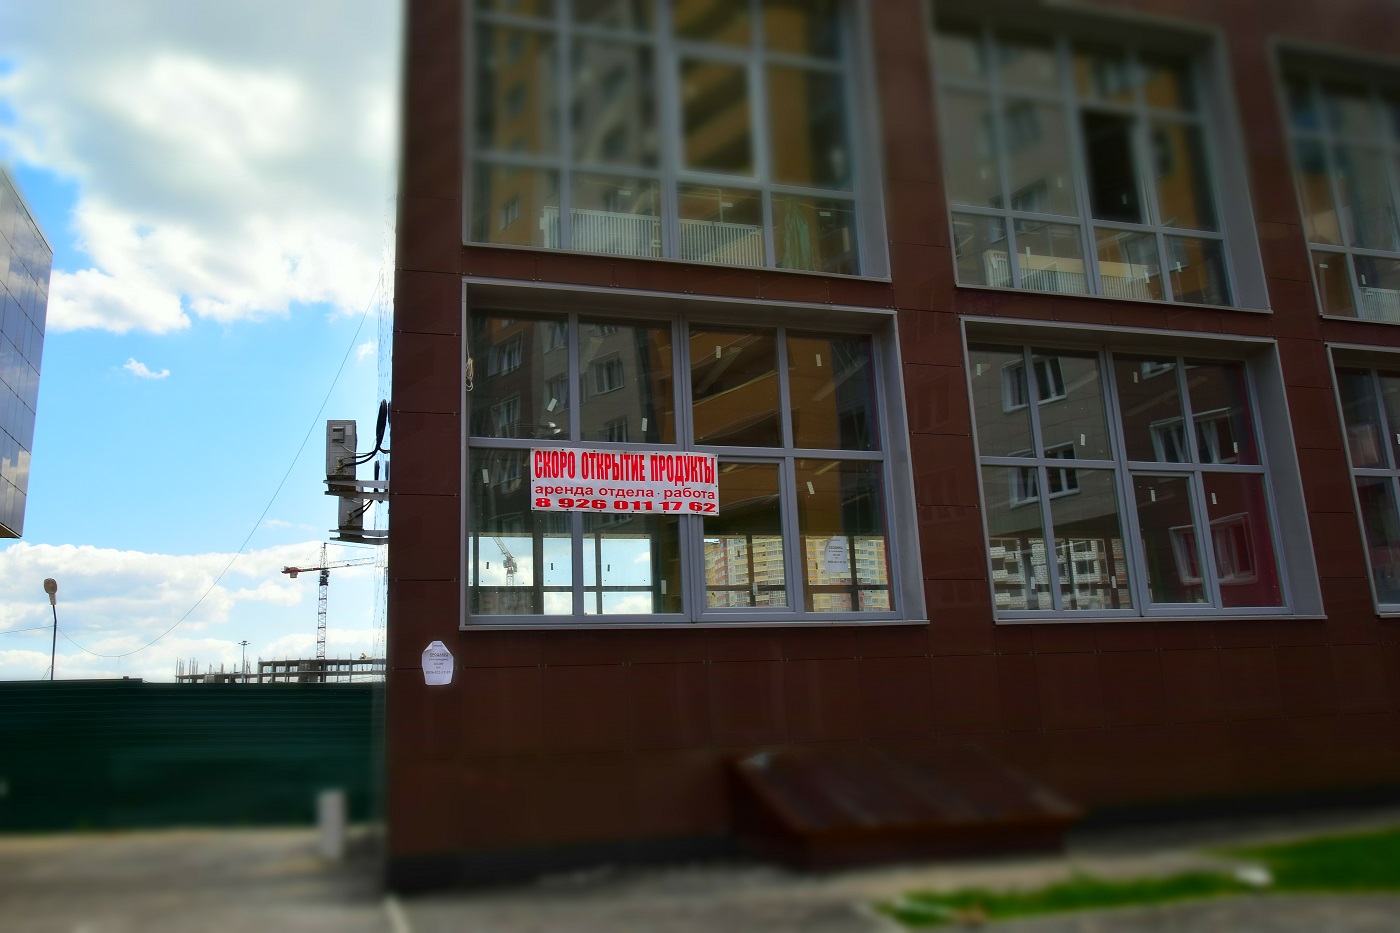 СКОРО ОТКРЫТИЕ ПРОДУКТЫ
аренда отдела · работа
8 926 011 17 62